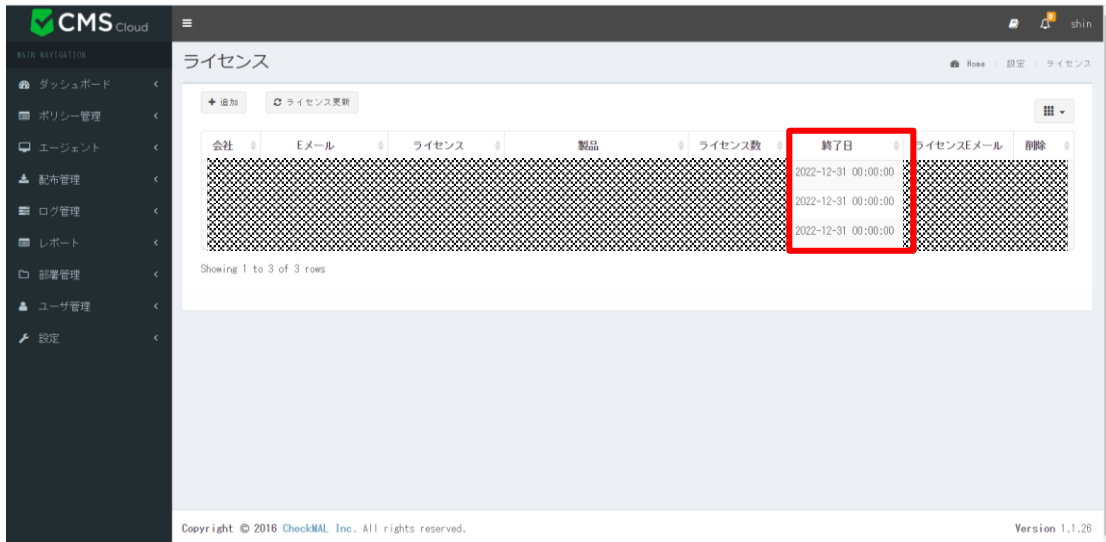 CMS Cloud
shin
MAIN NAVIGATION
ライセンス
Home
設定
ライセンス
ダッシュボード
ポリシー管理
エージェント
配布管理
ログ管理
レポート
部署管理
ユーザ管理
設定
追加
ライセンス更新
会社
Eメール
ライセンス
製品
ライセンス数
終了日
ライセンスEメール
削除
2022-12-31 00:00:00
2022-12-31 00:00:00
2022-12-31 00:00:00
Showing 1 to 3 of 3 rows
Copyright © 2016 CheckMAL Inc. All rights reserved.
Version 1.1.26